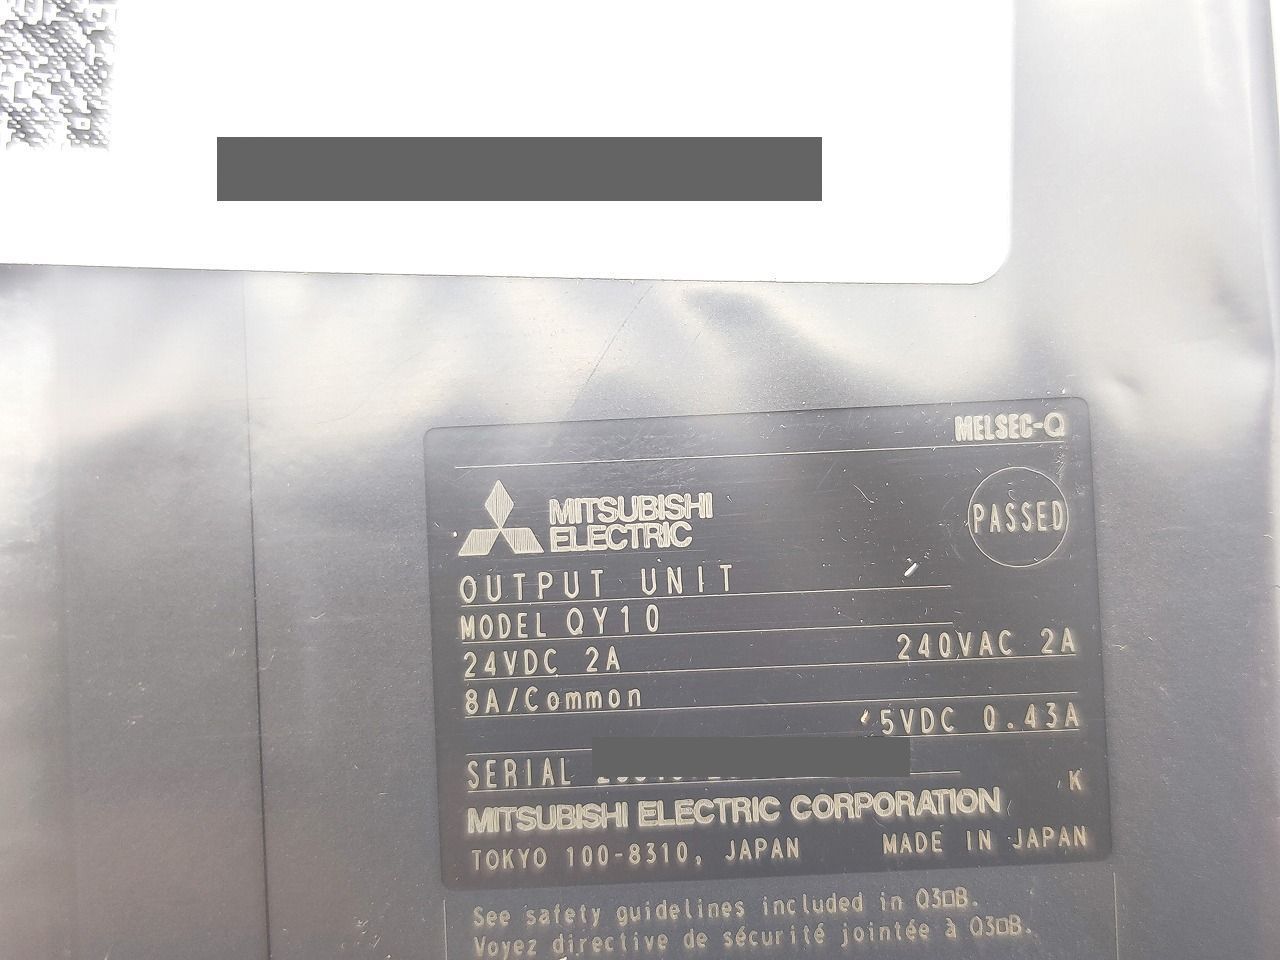 MELSEC-Q
MITSUBISHI
ELECTRIC
PASSED
OUTPUT UNIT
MODEL QY10
24VDC 2A 240VAC 2A
8A/Common
5VDC 0.43A
SERIAL
K
MITSUBISHI ELECTRIC CORPORATION
TOKYO 100-8310, JAPAN MADE IN JAPAN
See safety guidelines included in Q3□B.
Voyez directive de sécurité jointée à Q3□B.